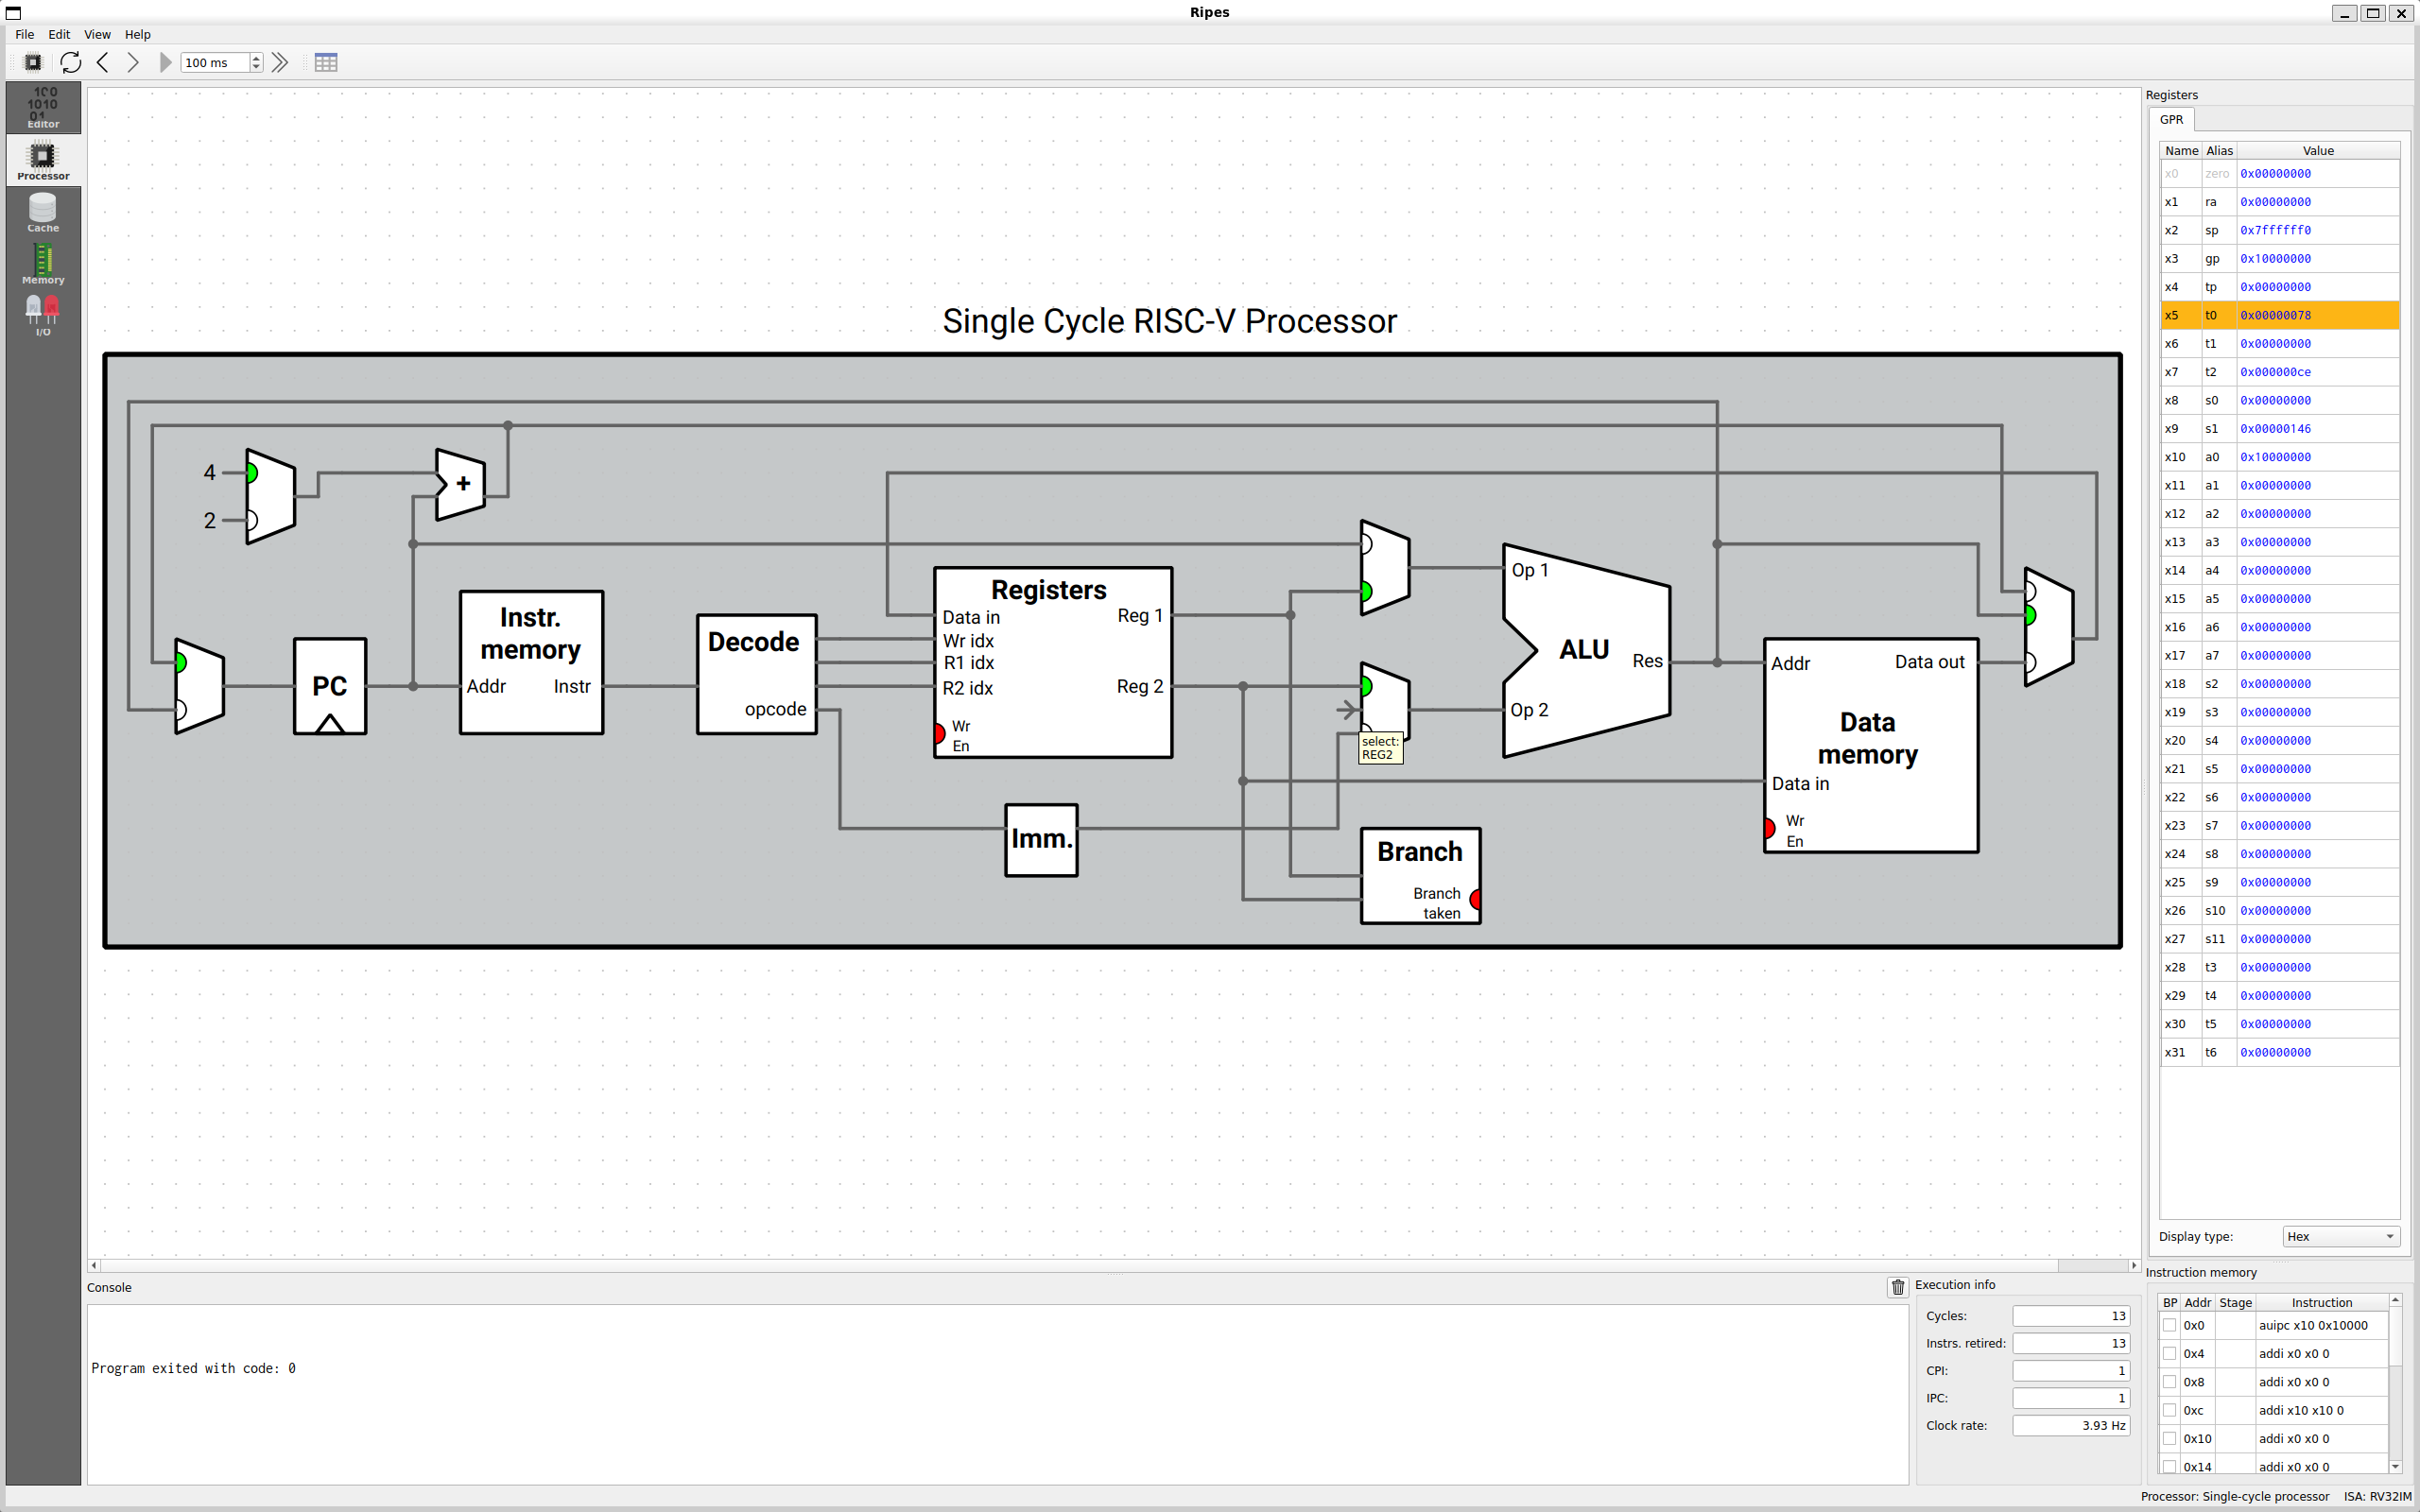 Ripes
File Edit View Help
100 ms
Editor
Processor
Cache
Memory
I/O
Single Cycle RISC-V Processor
4
2
+
PC
Instr. memory
Addr Instr
Decode
opcode
Registers
Data in Reg 1
Wr idx
R1 idx
R2 idx Reg 2
Wr En
Imm.
select: REG2
Op 1
ALU
Res
Op 2
Branch
Branch taken
Addr Data out
Data memory
Data in
Wr En
Registers
GPR
Name Alias Value
x0 zero 0x00000000
x1 ra 0x00000000
x2 sp 0x7ffffff0
x3 gp 0x10000000
x4 tp 0x00000000
x5 t0 0x00000078
x6 t1 0x00000000
x7 t2 0x000000ce
x8 s0 0x00000000
x9 s1 0x00000146
x10 a0 0x10000000
x11 a1 0x00000000
x12 a2 0x00000000
x13 a3 0x00000000
x14 a4 0x00000000
x15 a5 0x00000000
x16 a6 0x00000000
x17 a7 0x00000000
x18 s2 0x00000000
x19 s3 0x00000000
x20 s4 0x00000000
x21 s5 0x00000000
x22 s6 0x00000000
x23 s7 0x00000000
x24 s8 0x00000000
x25 s9 0x00000000
x26 s10 0x00000000
x27 s11 0x00000000
x28 t3 0x00000000
x29 t4 0x00000000
x30 t5 0x00000000
x31 t6 0x00000000
Display type: Hex
Console
Program exited with code: 0
Execution info
Cycles: 13
Instrs. retired: 13
CPI: 1
IPC: 1
Clock rate: 3.93 Hz
Instruction memory
BP Addr Stage Instruction
0x0 auipc x10 0x10000
0x4 addi x0 x0 0
0x8 addi x0 x0 0
0xc addi x10 x10 0
0x10 addi x0 x0 0
0x14 addi x0 x0 0
Processor: Single-cycle processor ISA: RV32IM